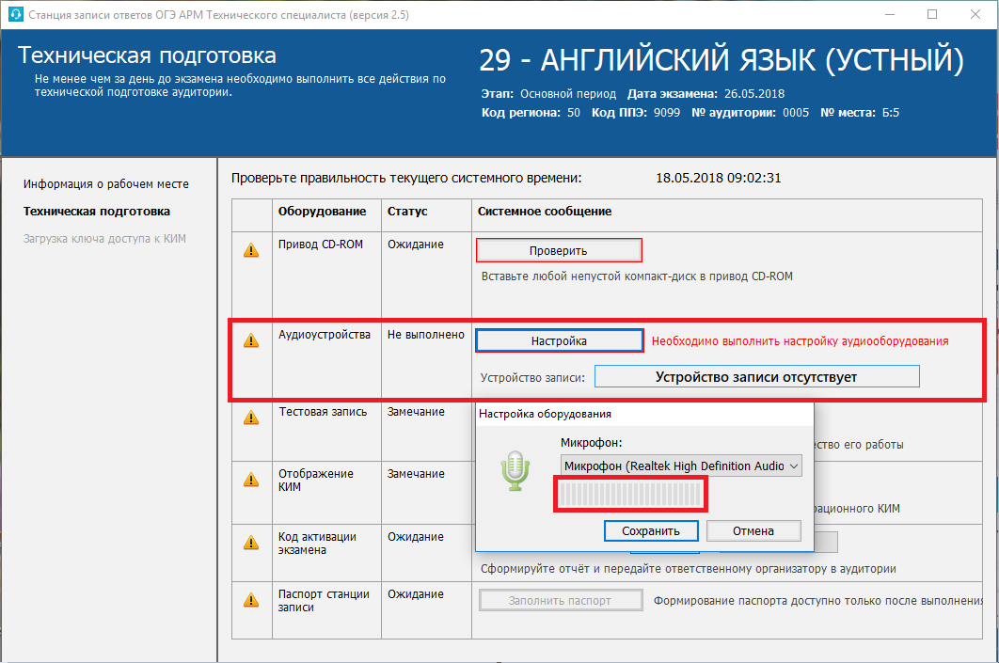 Станция записи ответов ОГЭ АРМ Технического специалиста (версия 2.5)
Техническая подготовка
Не менее чем за день до экзамена необходимо выполнить все действия по
технической подготовке аудитории.
29 - АНГЛИЙСКИЙ ЯЗЫК (УСТНЫЙ)
Этап: Основной период Дата экзамена: 26.05.2018
Код региона: 50 Код ППЭ: 9099 № аудитории: 0005 № места: Б:5
Информация о рабочем месте
Техническая подготовка
Загрузка ключа доступа к КИМ
Проверьте правильность текущего системного времени: 18.05.2018 09:02:31
Оборудование Статус Системное сообщение
Привод CD-ROM Ожидание Проверить
Вставьте любой непустой компакт-диск в привод CD-ROM
Аудиоустройства Не выполнено Настройка Необходимо выполнить настройку аудиооборудования
Устройство записи: Устройство записи отсутствует
Тестовая запись Замечание
его работы
Настройка оборудования
Микрофон:
Микрофон (Realtek High Definition Audio
Сохранить Отмена
Отображение Замечание
КИМ
КИМ
Код активации Ожидание
экзамена
Сформируйте отчёт и передайте ответственному организатору в аудитории
Паспорт станции Ожидание
записи
Заполнить паспорт Формирование паспорта доступно только после выполнения